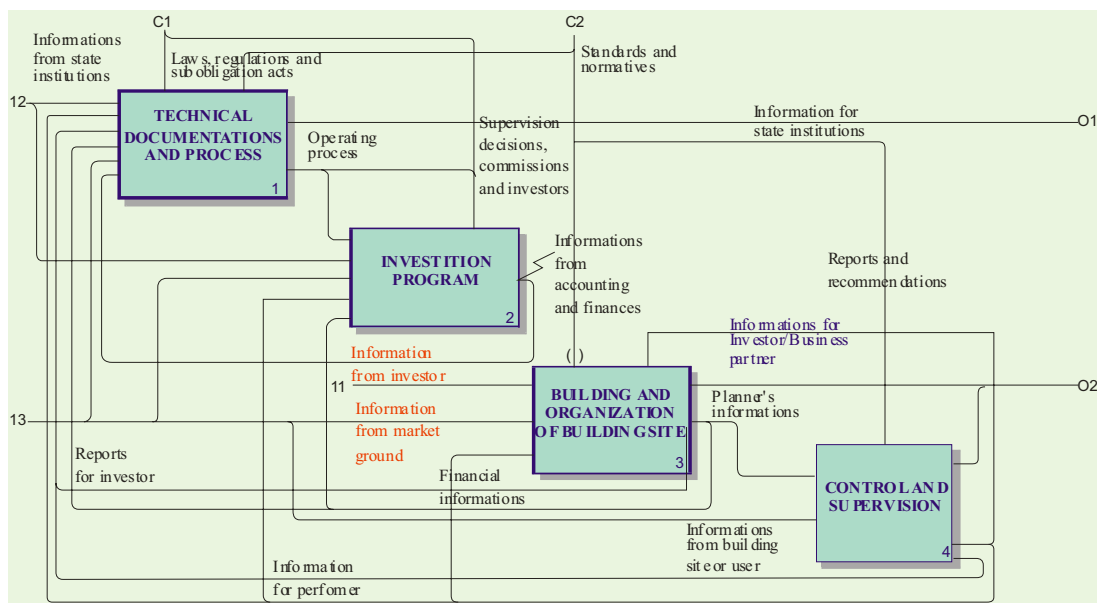 C1
C2
Informations
from state
institutions
Laws, regulations and
sub obligation acts
Standards and
normatives
12
TECHNICAL
DOCUMENTATIONS
AND PROCESS
1
Operating
process
Supervision
decisions,
commissions
and investors
Information for
state institutions
O1
INVESTITION
PROGRAM
2
Informations
from
accounting
and finances
Reports and
recommendations
Informations for
Investor/Business
partner
( )
Information
from investor
11
BUILDING AND
ORGANIZATION
OF BUILDING SITE
3
O2
Planner's
informations
13
Information
from market
ground
Reports
for investor
Financial
informations
CONTROL AND
SUPERVISION
4
Informations
from building
site or user
Information
for perfomer